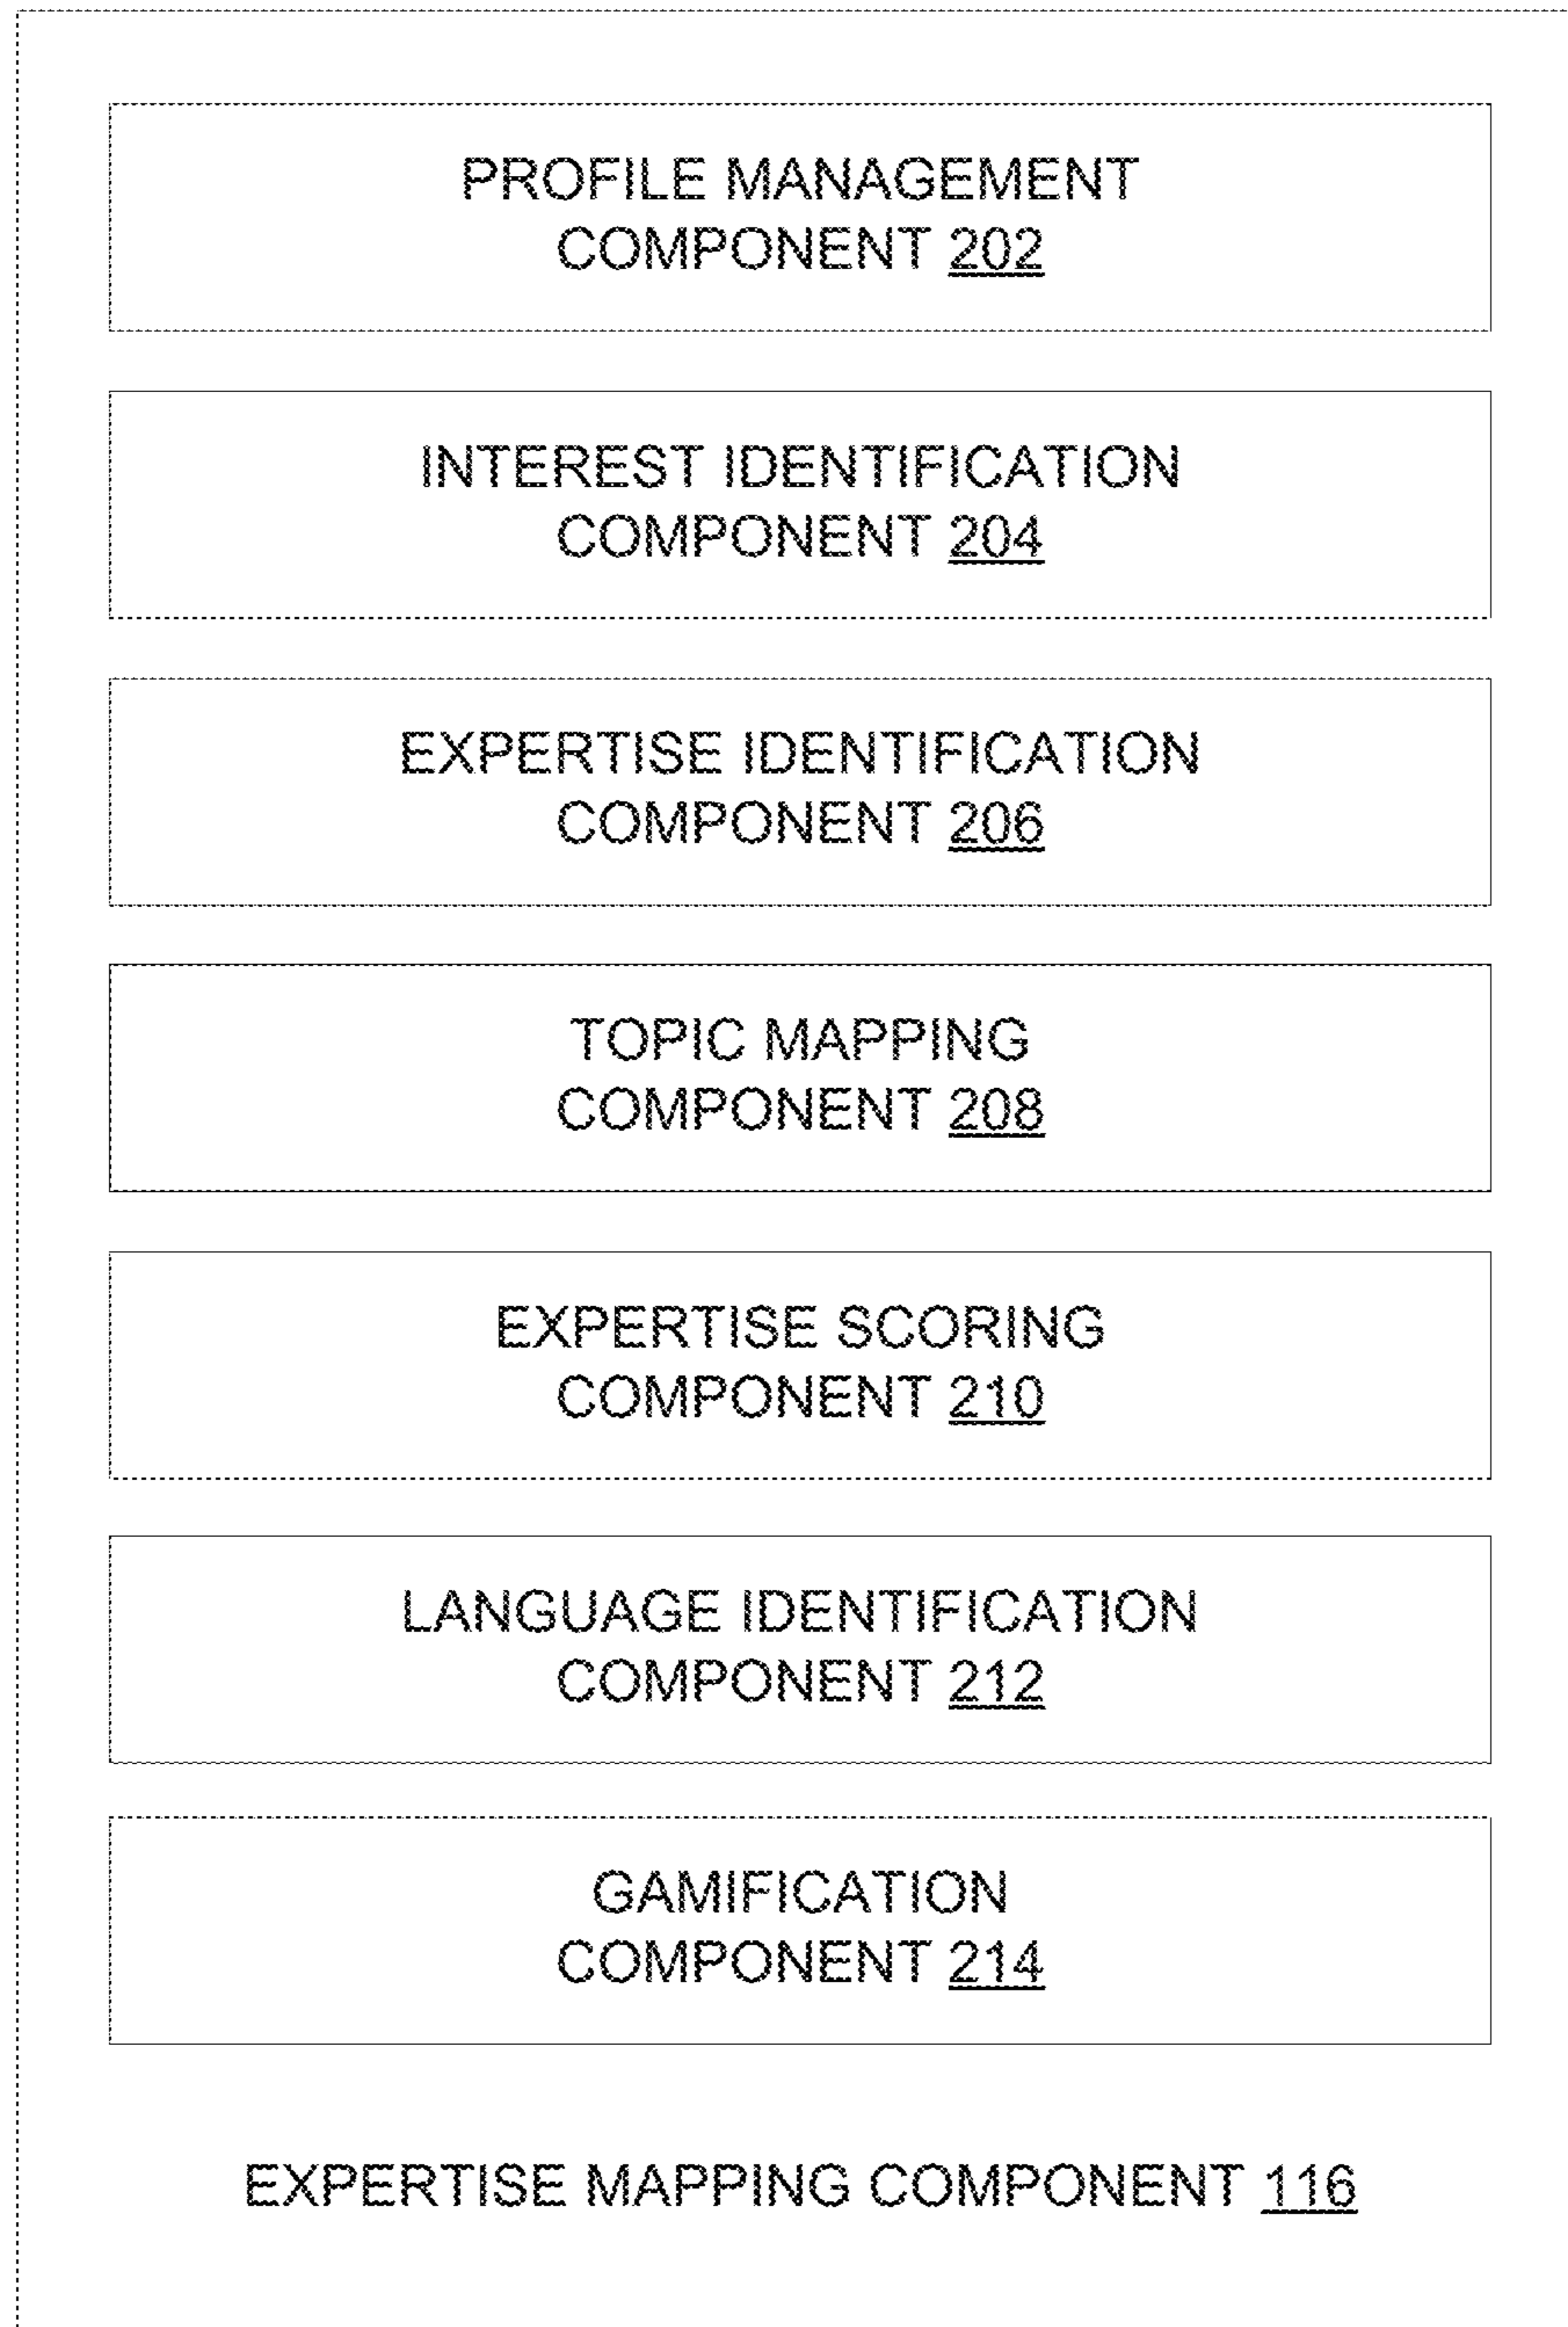 PROFILE MANAGEMENT
COMPONENT 202
INTEREST IDENTIFICATION
COMPONENT 204
EXPERTISE IDENTIFICATION
COMPONENT 206
TOPIC MAPPING
COMPONENT 208
EXPERTISE SCORING
COMPONENT 210
LANGUAGE IDENTIFICATION
COMPONENT 212
GAMIFICATION
COMPONENT 214
EXPERTISE MAPPING COMPONENT 116